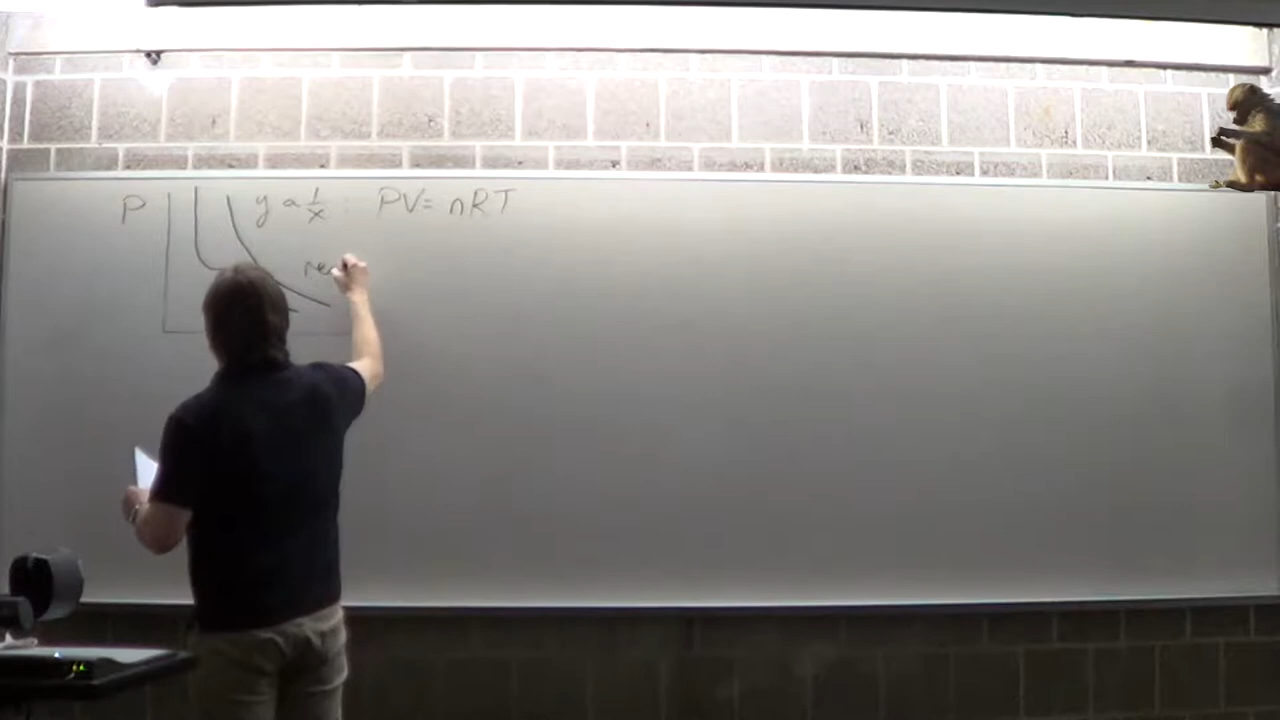 P y α 1/x : PV = nRT